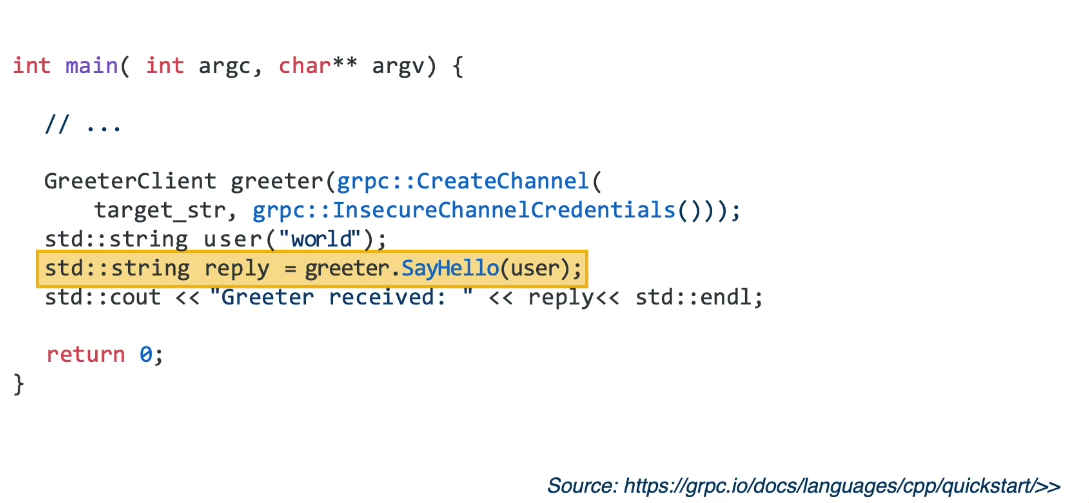 int main( int argc, char** argv) {
// ...
GreeterClient greeter(grpc::CreateChannel(
target_str, grpc::InsecureChannelCredentials()));
std::string user("world");
std::string reply = greeter.SayHello(user);
std::cout << "Greeter received: " << reply<< std::endl;
return 0;
}
Source: https://grpc.io/docs/languages/cpp/quickstart/>>